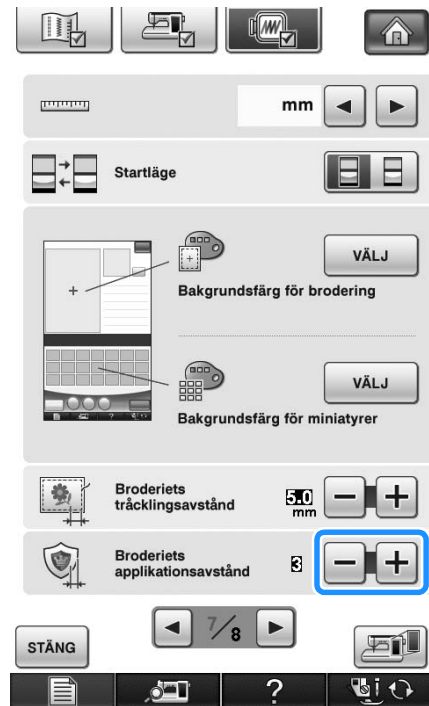 mm
Startläge
VÄLJ
Bakgrundsfärg för brodering
VÄLJ
Bakgrundsfärg för miniatyrer
Broderiets
tråcklingsavstånd
5.0
mm
Broderiets
applikationsavstånd
3
7/8
STÄNG
?